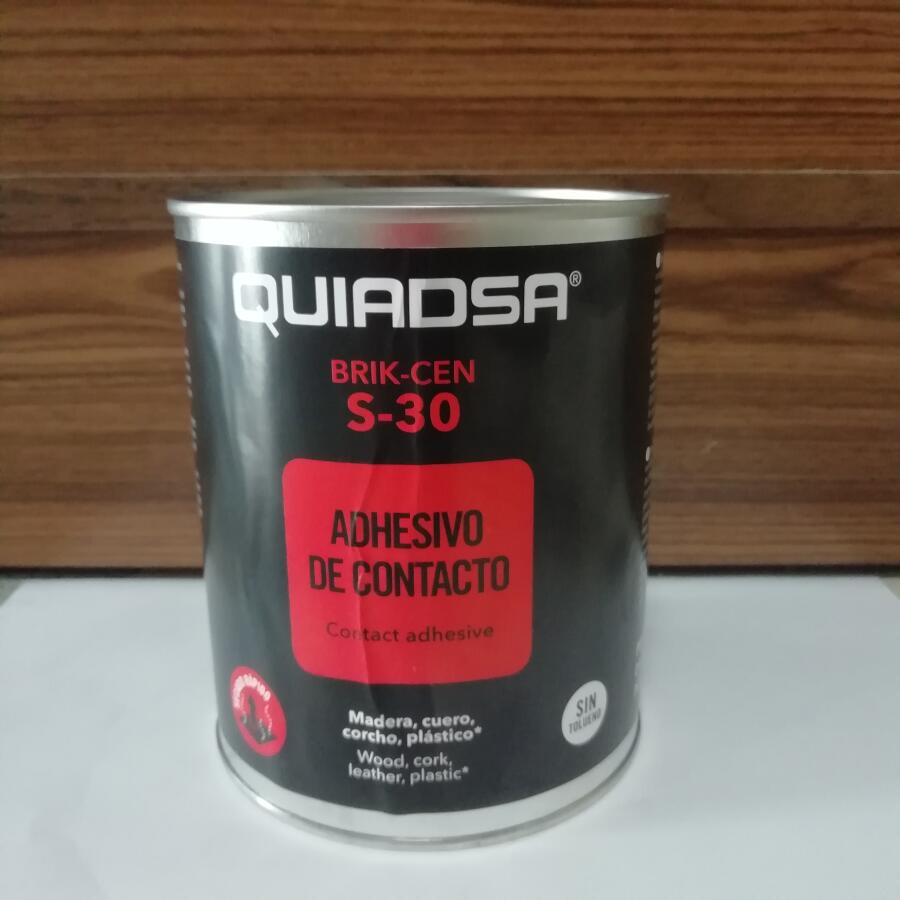 QUIADSA®
BRIK-CEN
S-30
ADHESIVO
DE CONTACTO
Contact adhesive
Madera, cuero,
corcho, plástico*
Wood, cork,
leather, plastic*
RÁPIDO
SIN
TOLUENO